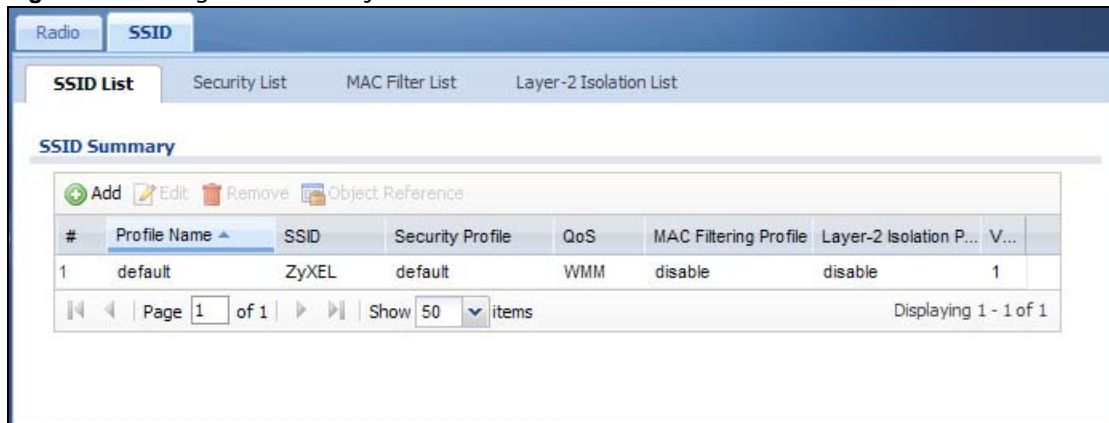 Radio SSID
SSID List Security List MAC Filter List Layer-2 Isolation List
SSID Summary
Add Edit Remove Object Reference
# Profile Name SSID Security Profile QoS MAC Filtering Profile Layer-2 Isolation P... V...
1 default ZyXEL default WMM disable disable 1
Page 1 of 1 Show 50 items Displaying 1 - 1 of 1